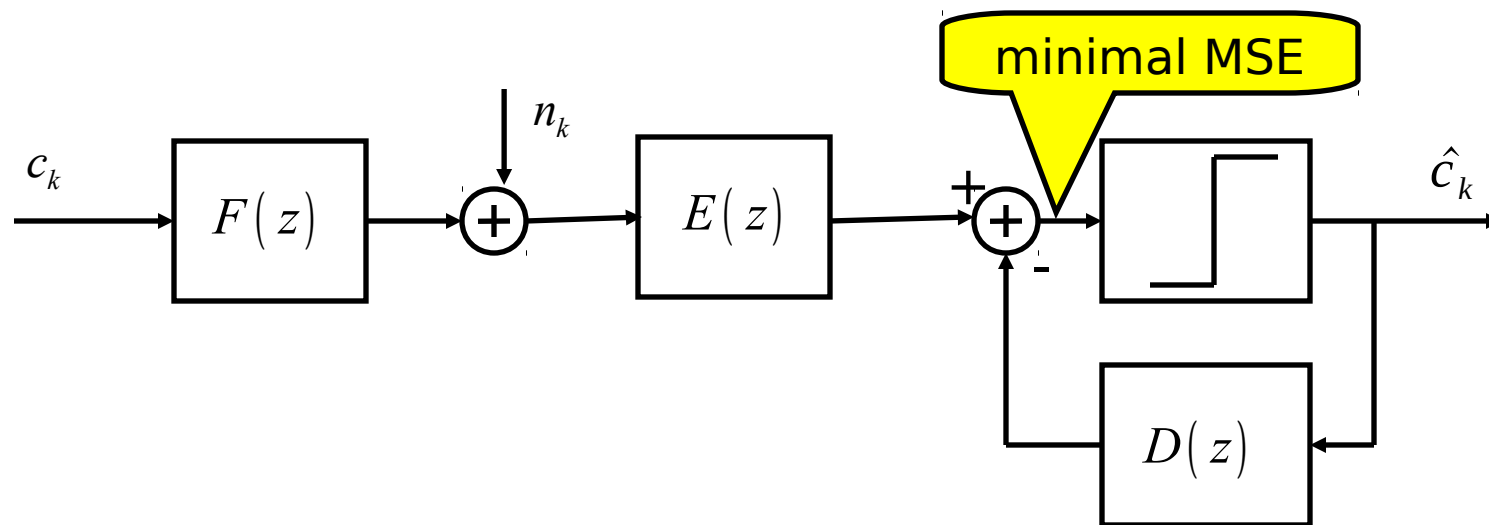 minimal MSE
n_k
c_k
F(z)
+
E(z)
+
+
-
ĉ_k
D(z)